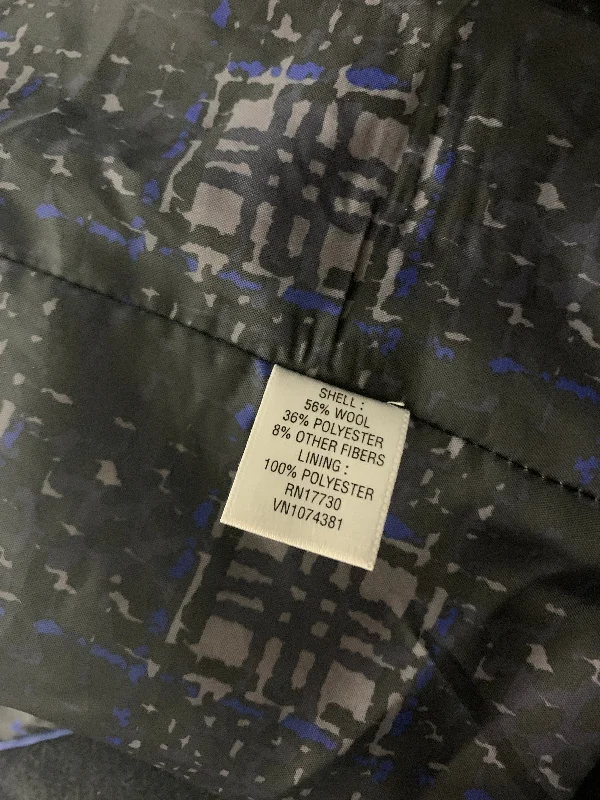 SHELL :
56% WOOL
36% POLYESTER
8% OTHER FIBERS
LINING :
100% POLYESTER
RN17730
VN1074381